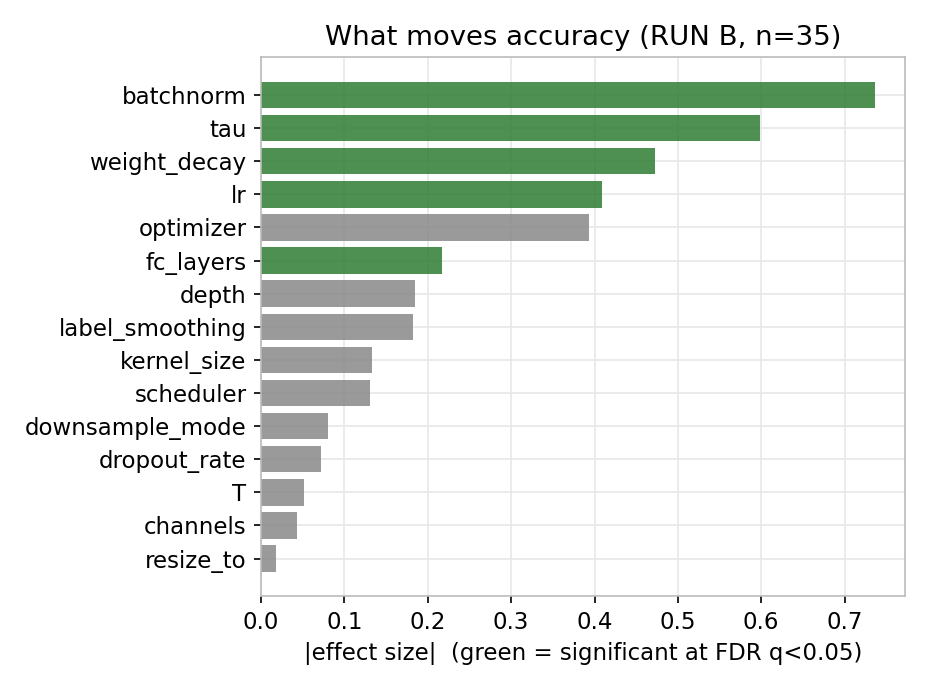 What moves accuracy (RUN B, n=35)
batchnorm
tau
weight_decay
lr
optimizer
fc_layers
depth
label_smoothing
kernel_size
scheduler
downsample_mode
dropout_rate
T
channels
resize_to
0.0 0.1 0.2 0.3 0.4 0.5 0.6 0.7
|effect size|  (green = significant at FDR q<0.05)